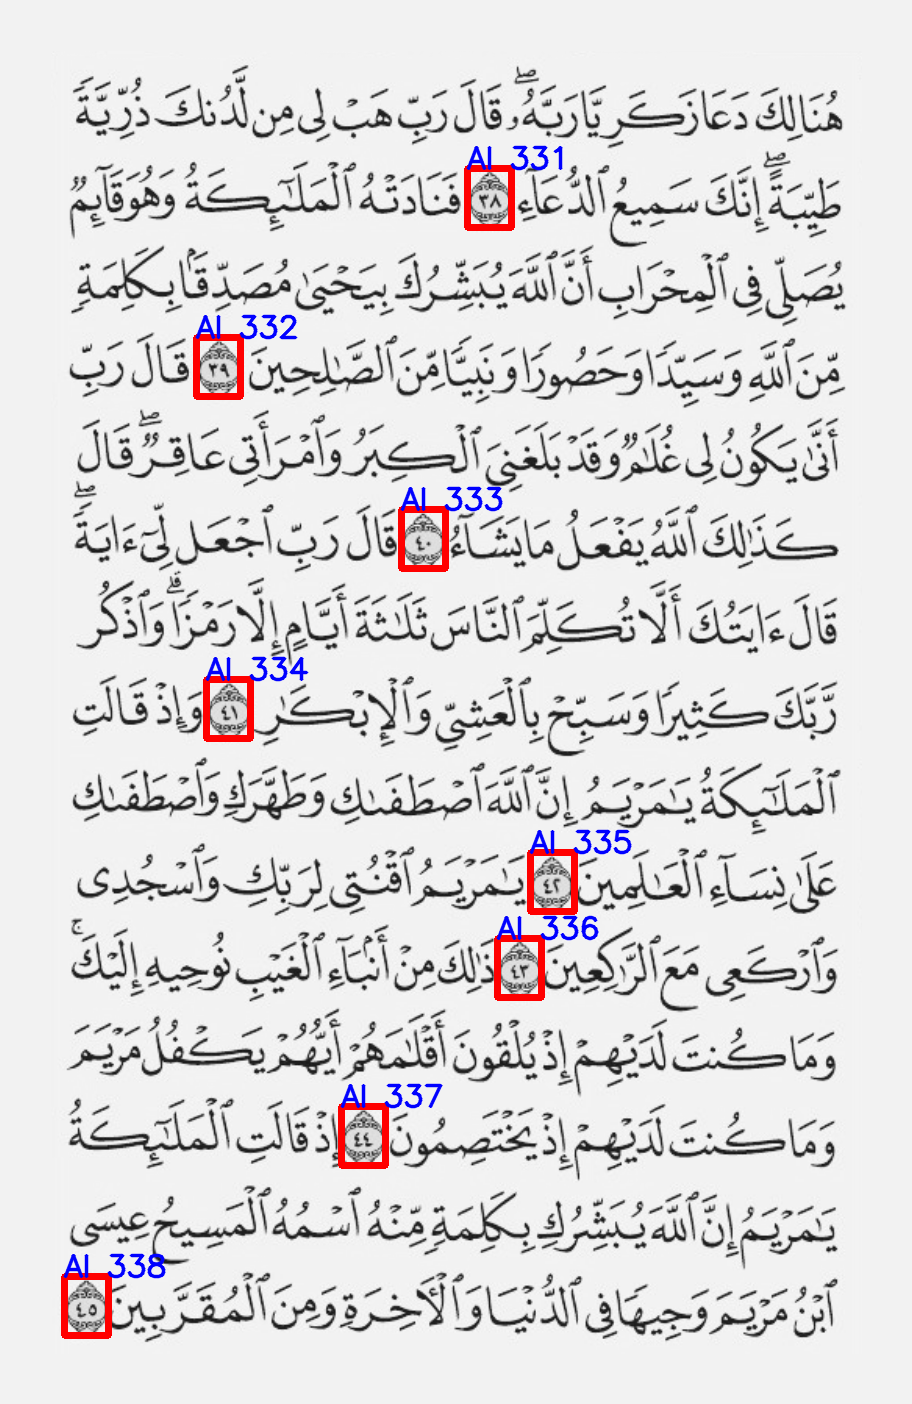 هُنَالِكَ دَعَا زَكَرِيَّا رَبَّهُۥۖ قَالَ رَبِّ هَبْ لِى مِن لَّدُنكَ ذُرِّيَّةً
AI 331
طَيِّبَةًۖ إِنَّكَ سَمِيعُ ٱلدُّعَآءِ ٣٨ فَنَادَتْهُ ٱلْمَلَٰٓئِكَةُ وَهُوَ قَآئِمٌ
يُصَلِّى فِى ٱلْمِحْرَابِ أَنَّ ٱللَّهَ يُبَشِّرُكَ بِيَحْيَىٰ مُصَدِّقًۢا بِكَلِمَةٍ
AI 332
مِّنَ ٱللَّهِ وَسَيِّدًا وَحَصُورًا وَنَبِيًّا مِّنَ ٱلصَّٰلِحِينَ ٣٩ قَالَ رَبِّ
أَنَّىٰ يَكُونُ لِى غُلَٰمٌ وَقَدْ بَلَغَنِىَ ٱلْكِبَرُ وَٱمْرَأَتِى عَاقِرٌۖ قَالَ
AI 333
كَذَٰلِكَ ٱللَّهُ يَفْعَلُ مَا يَشَآءُ ٤٠ قَالَ رَبِّ ٱجْعَل لِّىٓ ءَايَةًۖ
قَالَ ءَايَتُكَ أَلَّا تُكَلِّمَ ٱلنَّاسَ ثَلَٰثَةَ أَيَّامٍ إِلَّا رَمْزًاۗ وَٱذْكُر
AI 334
رَّبَّكَ كَثِيرًا وَسَبِّحْ بِٱلْعَشِىِّ وَٱلْإِبْكَٰرِ ٤١ وَإِذْ قَالَتِ
ٱلْمَلَٰٓئِكَةُ يَٰمَرْيَمُ إِنَّ ٱللَّهَ ٱصْطَفَىٰكِ وَطَهَّرَكِ وَٱصْطَفَىٰكِ
AI 335
عَلَىٰ نِسَآءِ ٱلْعَٰلَمِينَ ٤٢ يَٰمَرْيَمُ ٱقْنُتِى لِرَبِّكِ وَٱسْجُدِى
AI 336
وَٱرْكَعِى مَعَ ٱلرَّٰكِعِينَ ٤٣ ذَٰلِكَ مِنْ أَنۢبَآءِ ٱلْغَيْبِ نُوحِيهِ إِلَيْكَۚ
وَمَا كُنتَ لَدَيْهِمْ إِذْ يُلْقُونَ أَقْلَٰمَهُمْ أَيُّهُمْ يَكْفُلُ مَرْيَمَ
AI 337
وَمَا كُنتَ لَدَيْهِمْ إِذْ يَخْتَصِمُونَ ٤٤ إِذْ قَالَتِ ٱلْمَلَٰٓئِكَةُ
يَٰمَرْيَمُ إِنَّ ٱللَّهَ يُبَشِّرُكِ بِكَلِمَةٍ مِّنْهُ ٱسْمُهُ ٱلْمَسِيحُ عِيسَى
AI 338
ٱبْنُ مَرْيَمَ وَجِيهًا فِى ٱلدُّنْيَا وَٱلْءَاخِرَةِ وَمِنَ ٱلْمُقَرَّبِينَ ٤٥